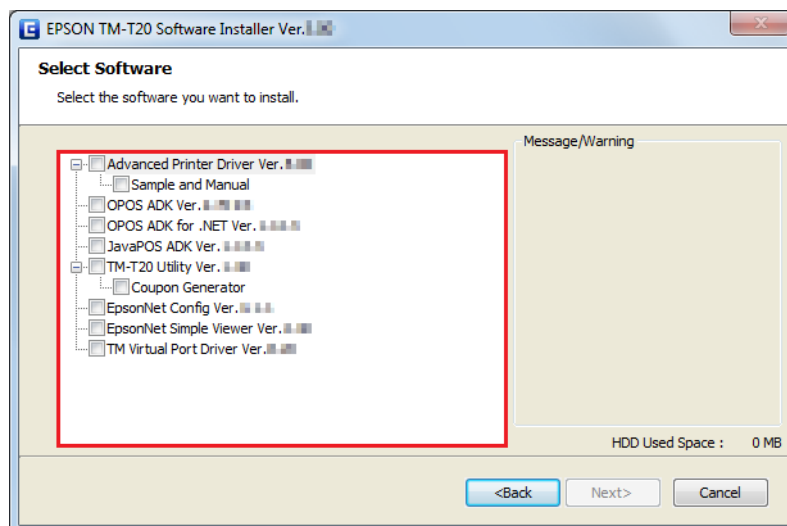 EPSON TM-T20 Software Installer Ver.
Select Software
Select the software you want to install.
Message/Warning
Advanced Printer Driver Ver.
Sample and Manual
OPOS ADK Ver.
OPOS ADK for .NET Ver.
JavaPOS ADK Ver.
TM-T20 Utility Ver.
Coupon Generator
EpsonNet Config Ver.
EpsonNet Simple Viewer Ver.
TM Virtual Port Driver Ver.
HDD Used Space : 0 MB
<Back Next> Cancel